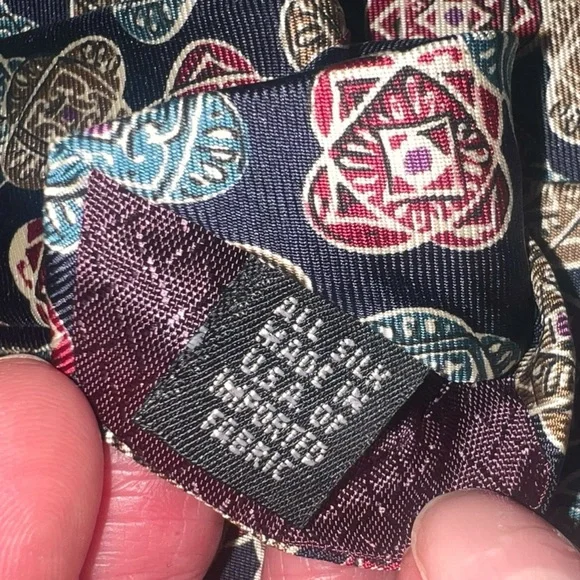 ALL SILK
MADE IN
U.S.A OF
IMPORTED
FABRIC